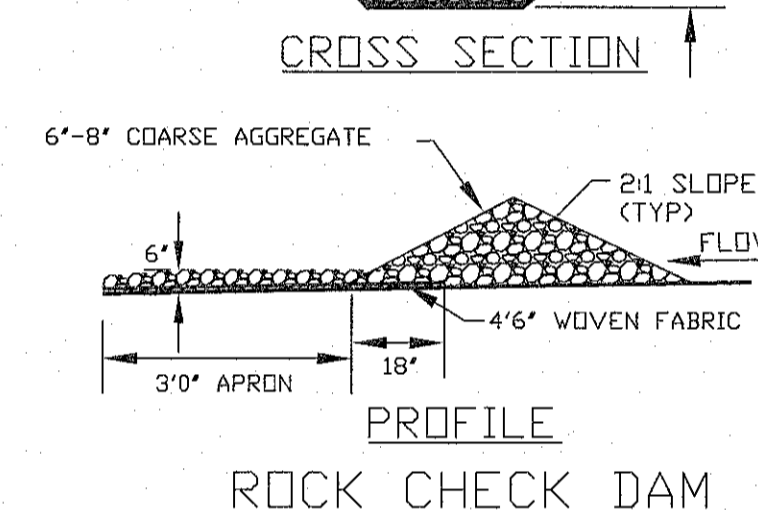 CROSS SECTION
6"-8" COARSE AGGREGATE
2:1 SLOPE
(TYP)
6"
4'6" WOVEN FABRIC
18"
3'0" APRON
PROFILE
ROCK CHECK DAM